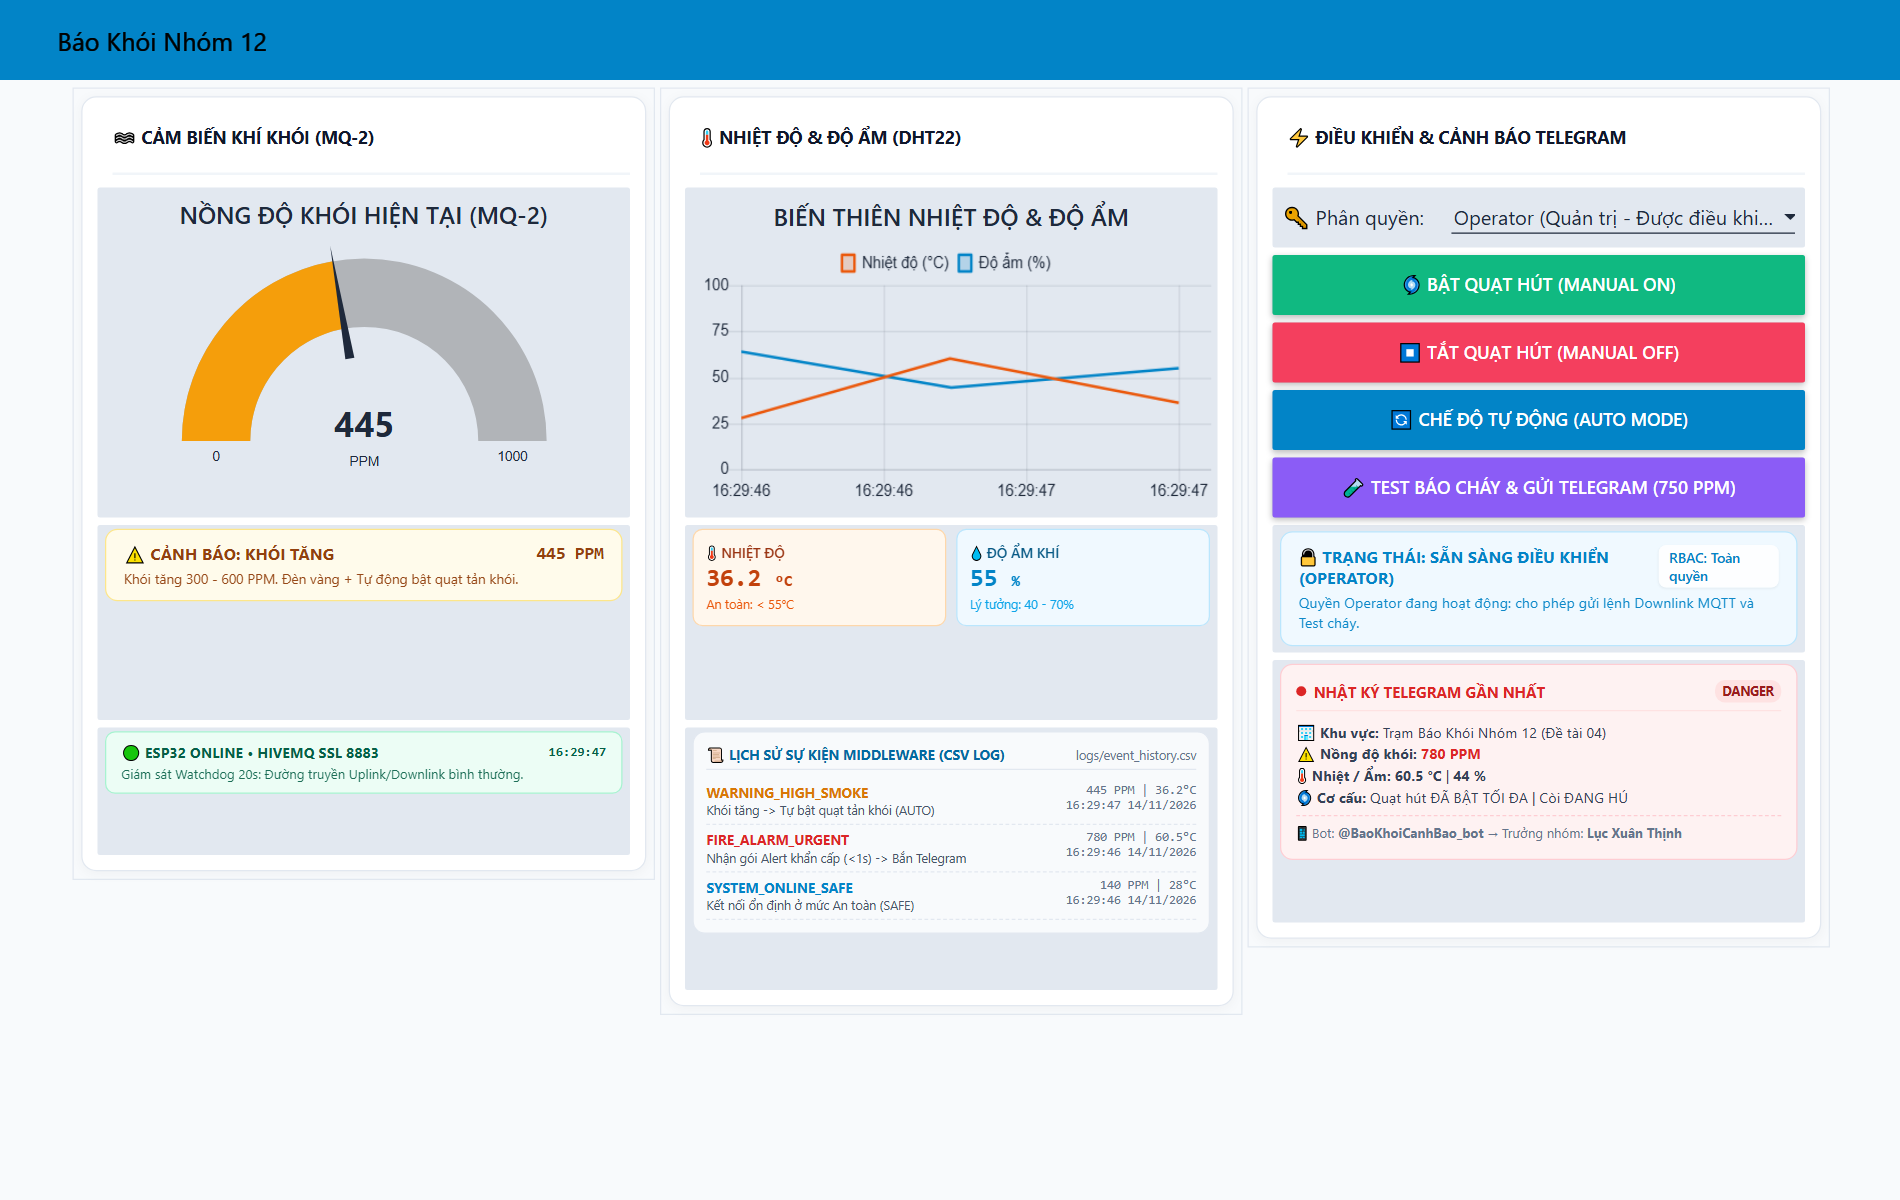 Báo Khói Nhóm 12
CẢM BIẾN KHÍ KHÓI (MQ-2)
NỒNG ĐỘ KHÓI HIỆN TẠI (MQ-2)
445
0
PPM
1000
CẢNH BÁO: KHÓI TĂNG
445 PPM
Khói tăng 300 - 600 PPM. Đèn vàng + Tự động bật quạt tản khói.
ESP32 ONLINE • HIVEMQ SSL 8883
16:29:47
Giám sát Watchdog 20s: Đường truyền Uplink/Downlink bình thường.
NHIỆT ĐỘ & ĐỘ ẨM (DHT22)
BIẾN THIÊN NHIỆT ĐỘ & ĐỘ ẨM
Nhiệt độ (°C)
Độ ẩm (%)
100
75
50
25
0
16:29:46
16:29:46
16:29:47
16:29:47
NHIỆT ĐỘ
36.2 °C
An toàn: < 55°C
ĐỘ ẨM KHÍ
55 %
Lý tưởng: 40 - 70%
LỊCH SỬ SỰ KIỆN MIDDLEWARE (CSV LOG)
logs/event_history.csv
WARNING_HIGH_SMOKE
445 PPM | 36.2°C
Khói tăng -> Tự bật quạt tản khói (AUTO)
16:29:47 14/11/2026
FIRE_ALARM_URGENT
780 PPM | 60.5°C
Nhận gói Alert khẩn cấp (<1s) -> Bắn Telegram
16:29:46 14/11/2026
SYSTEM_ONLINE_SAFE
140 PPM | 28°C
Kết nối ổn định ở mức An toàn (SAFE)
16:29:46 14/11/2026
ĐIỀU KHIỂN & CẢNH BÁO TELEGRAM
Phân quyền:
Operator (Quản trị - Được điều khi...
BẬT QUẠT HÚT (MANUAL ON)
TẮT QUẠT HÚT (MANUAL OFF)
CHẾ ĐỘ TỰ ĐỘNG (AUTO MODE)
TEST BÁO CHÁY & GỬI TELEGRAM (750 PPM)
TRẠNG THÁI: SẴN SÀNG ĐIỀU KHIỂN
(OPERATOR)
RBAC: Toàn
quyền
Quyền Operator đang hoạt động: cho phép gửi lệnh Downlink MQTT và
Test cháy.
NHẬT KÝ TELEGRAM GẦN NHẤT
DANGER
Khu vực: Trạm Báo Khói Nhóm 12 (Đề tài 04)
Nồng độ khói: 780 PPM
Nhiệt / Ẩm: 60.5 °C | 44 %
Cơ cấu: Quạt hút ĐÃ BẬT TỐI ĐA | Còi ĐANG HÚ
Bot: @BaoKhoiCanhBao_bot → Trưởng nhóm: Lục Xuân Thịnh